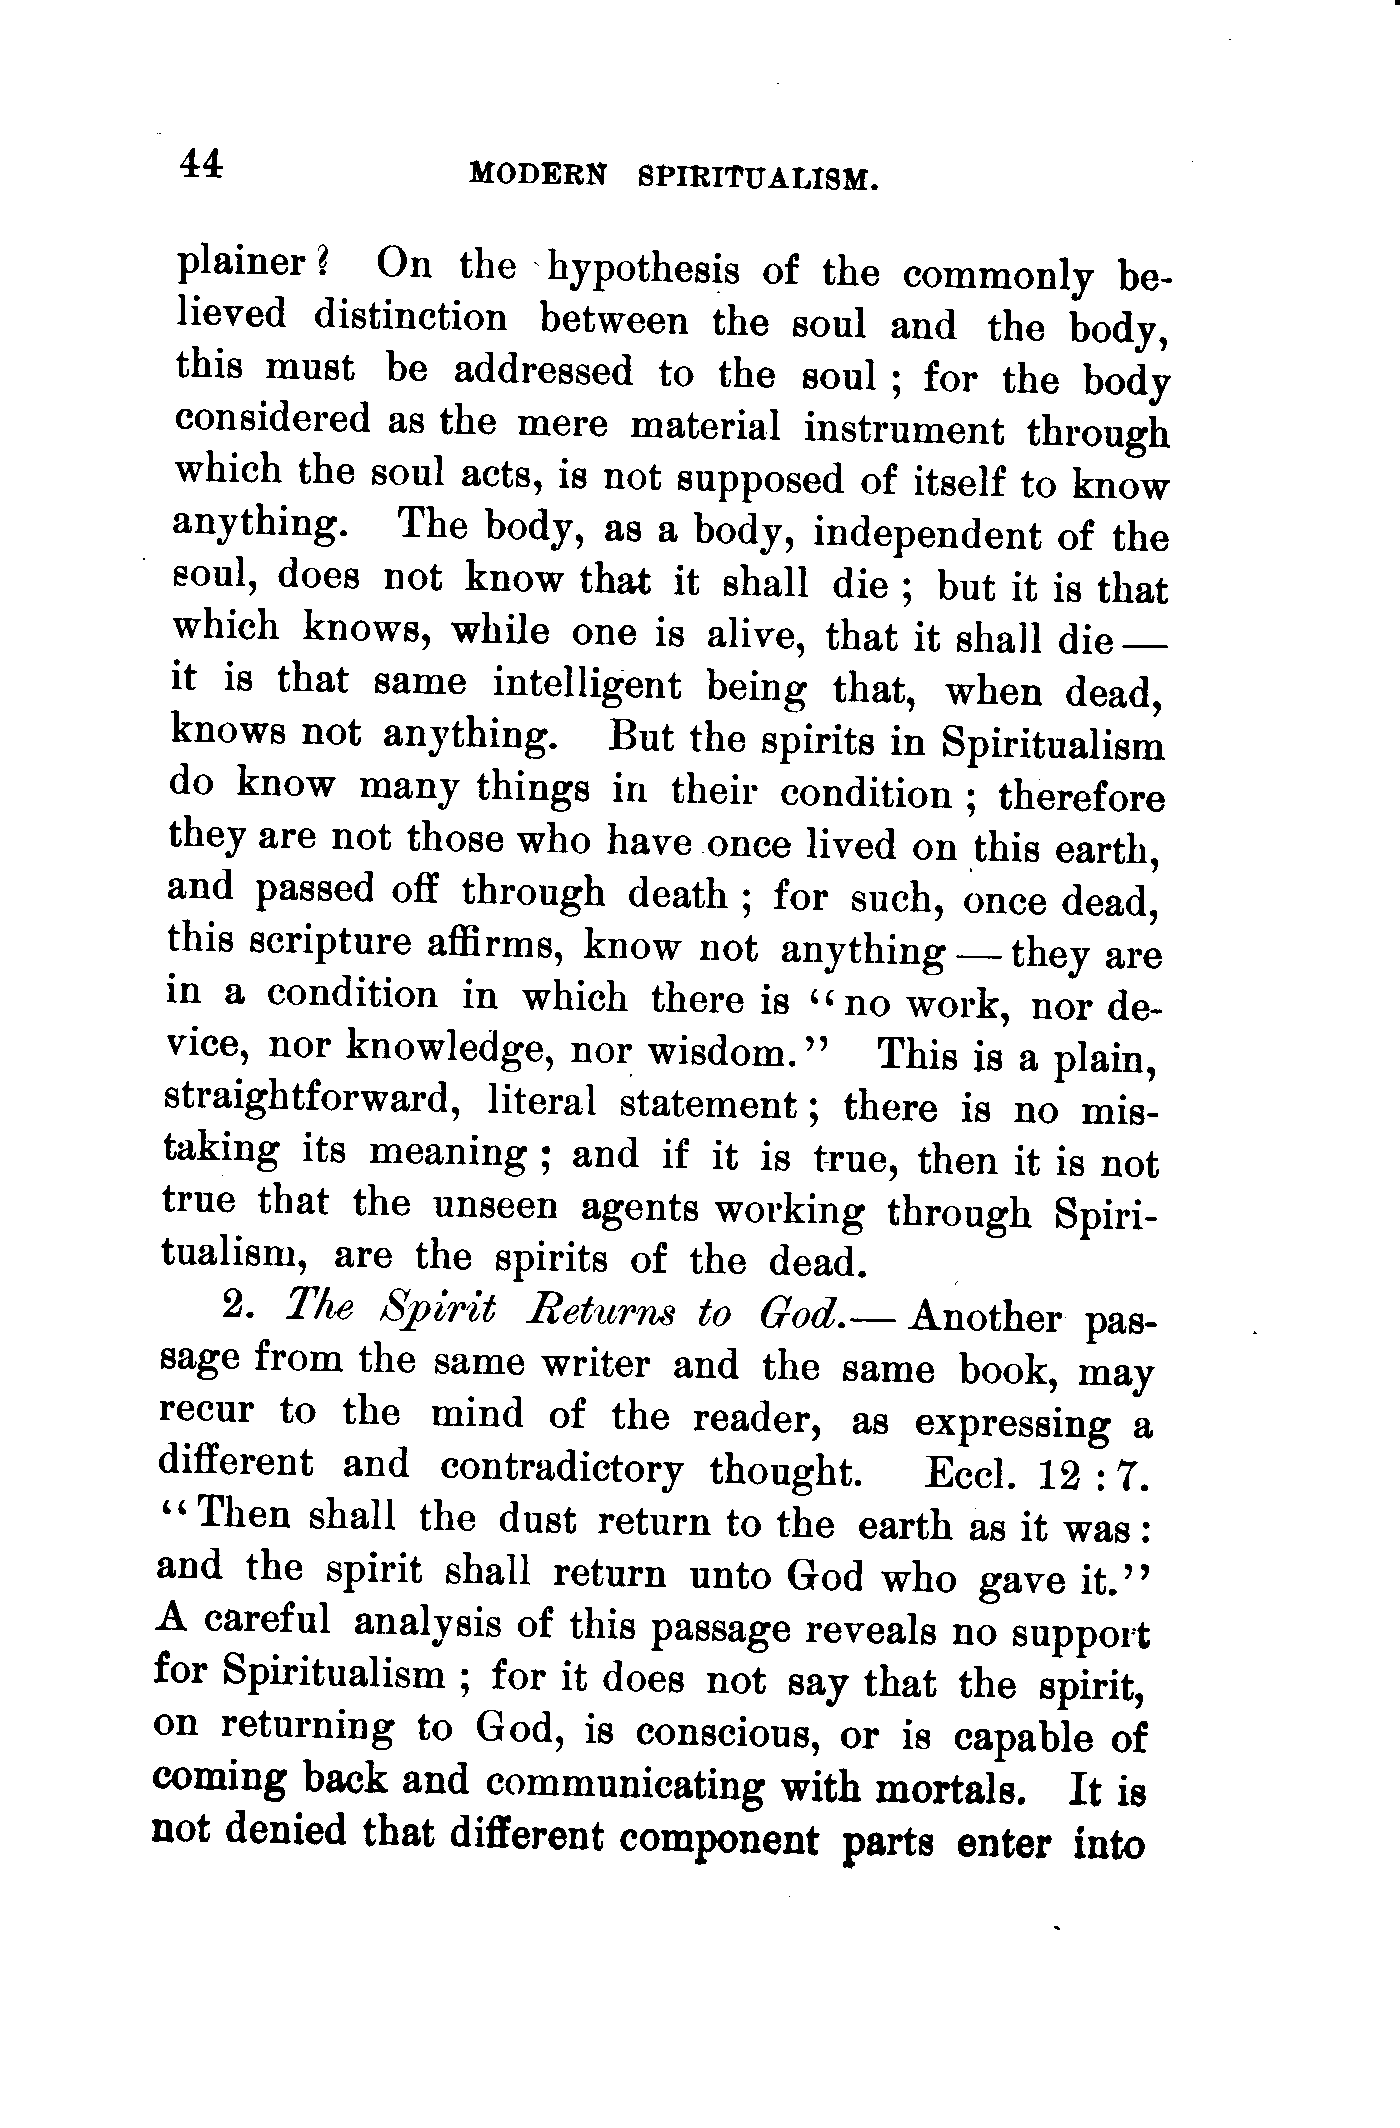 44 MODERN SPIRITUALISM.
plainer? On the hypothesis of the commonly be-
lieved distinction between the soul and the body,
this must be addressed to the soul; for the body
considered as the mere material instrument through
which the soul acts, is not supposed of itself to know
anything. The body, as a body, independent of the
soul, does not know that it shall die; but it is that
which knows, while one is alive, that it shall die—
it is that same intelligent being that, when dead,
knows not anything. But the spirits in Spiritualism
do know many things in their condition; therefore
they are not those who have once lived on this earth,
and passed off through death; for such, once dead,
this scripture affirms, know not anything—they are
in a condition in which there is "no work, nor de-
vice, nor knowledge, nor wisdom." This is a plain,
straightforward, literal statement; there is no mis-
taking its meaning; and if it is true, then it is not
true that the unseen agents working through Spiri-
tualism, are the spirits of the dead.
2. The Spirit Returns to God.—Another pas-
sage from the same writer and the same book, may
recur to the mind of the reader, as expressing a
different and contradictory thought. Eccl. 12:7.
"Then shall the dust return to the earth as it was:
and the spirit shall return unto God who gave it."
A careful analysis of this passage reveals no support
for Spiritualism; for it does not say that the spirit,
on returning to God, is conscious, or is capable of
coming back and communicating with mortals. It is
not denied that different component parts enter into